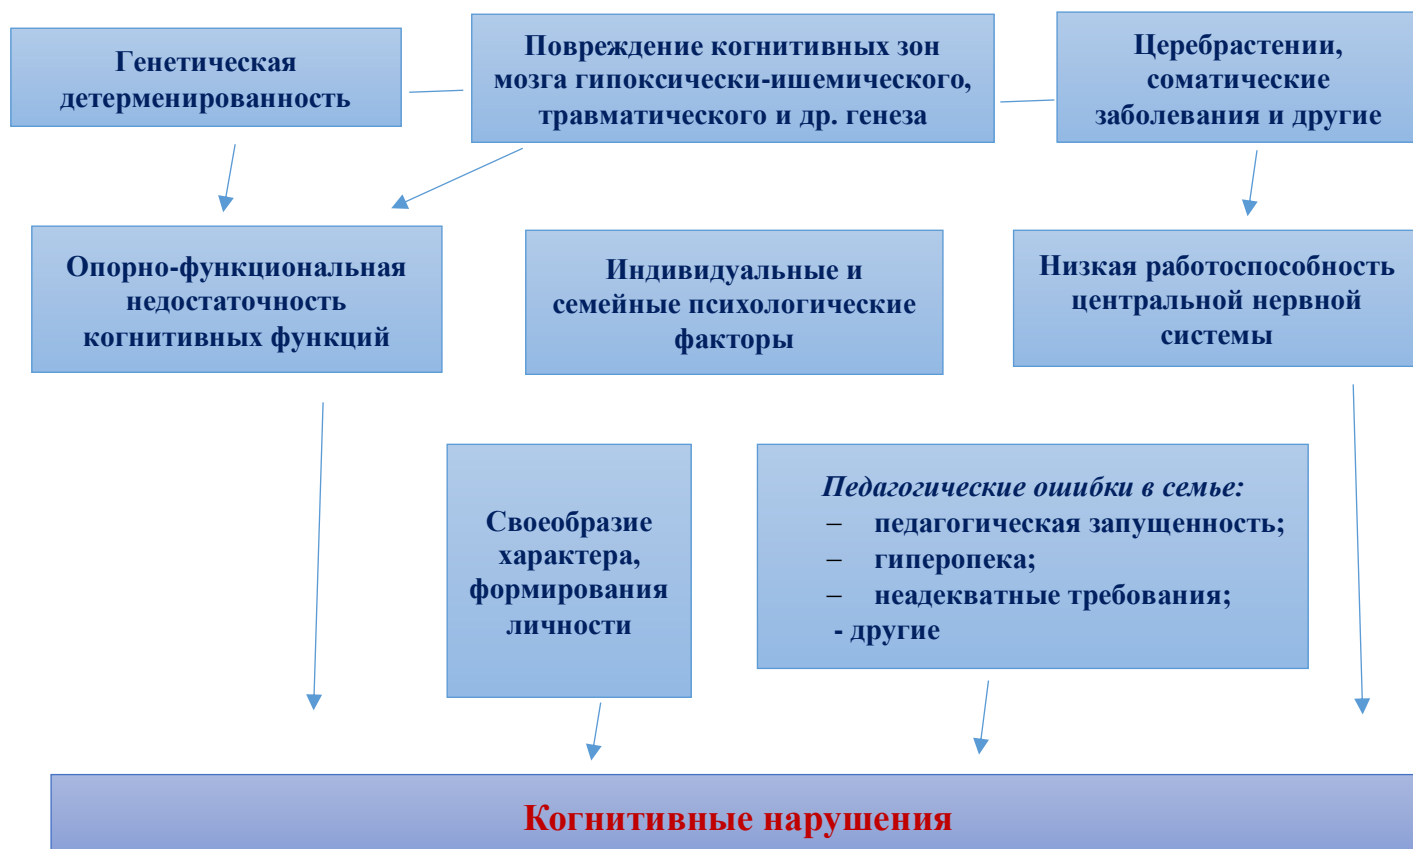 Генетическая
детерменированность
Повреждение когнитивных зон
мозга гипоксически-ишемического,
травматического и др. генеза
Церебрастении,
соматические
заболевания и другие
Опорно-функциональная
недостаточность
когнитивных функций
Индивидуальные и
семейные психологические
факторы
Низкая работоспособность
центральной нервной
системы
Своеобразие
характера,
формирования
личности
Педагогические ошибки в семье:
– педагогическая запущенность;
– гиперопека;
– неадекватные требования;
- другие
Когнитивные нарушения